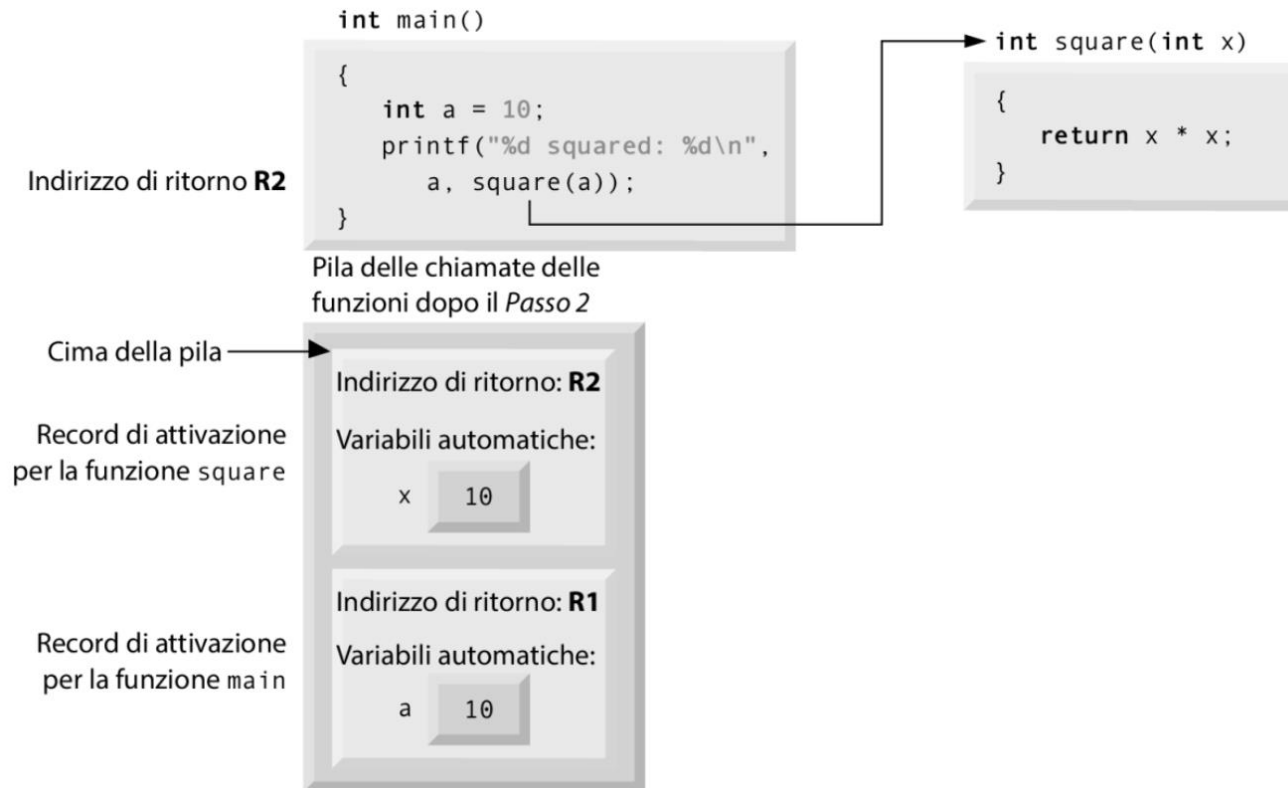 int main()
{
int a = 10;
printf("%d squared: %d\n",
a, square(a));
}
Indirizzo di ritorno R2
int square(int x)
{
return x * x;
}
Pila delle chiamate delle
funzioni dopo il Passo 2
Cima della pila
Indirizzo di ritorno: R2
Record di attivazione
per la funzione square
Variabili automatiche:
x 10
Indirizzo di ritorno: R1
Record di attivazione
per la funzione main
Variabili automatiche:
a 10